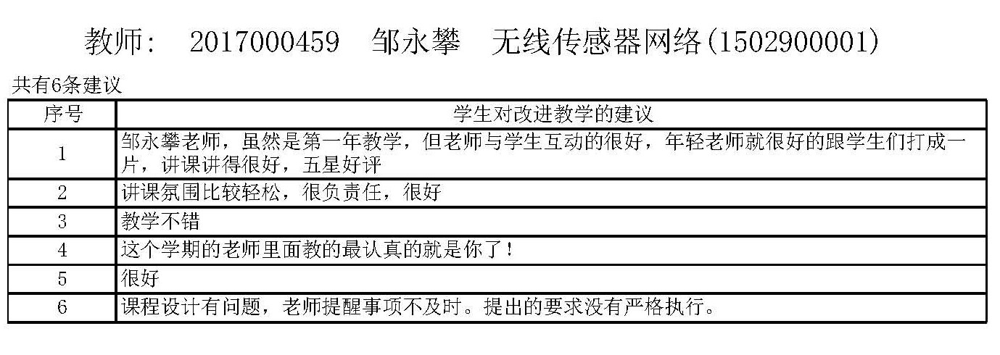 教师: 2017000459 邹永攀 无线传感器网络(1502900001)
共有6条建议
序号 学生对改进教学的建议
1 邹永攀老师，虽然是第一年教学，但老师与学生互动的很好，年轻老师就很好的跟学生们打成一
片，讲课讲得很好，五星好评
2 讲课氛围比较轻松，很负责任，很好
3 教学不错
4 这个学期的老师里面教的最认真的就是你了！
5 很好
6 课程设计有问题，老师提醒事项不及时。提出的要求没有严格执行。